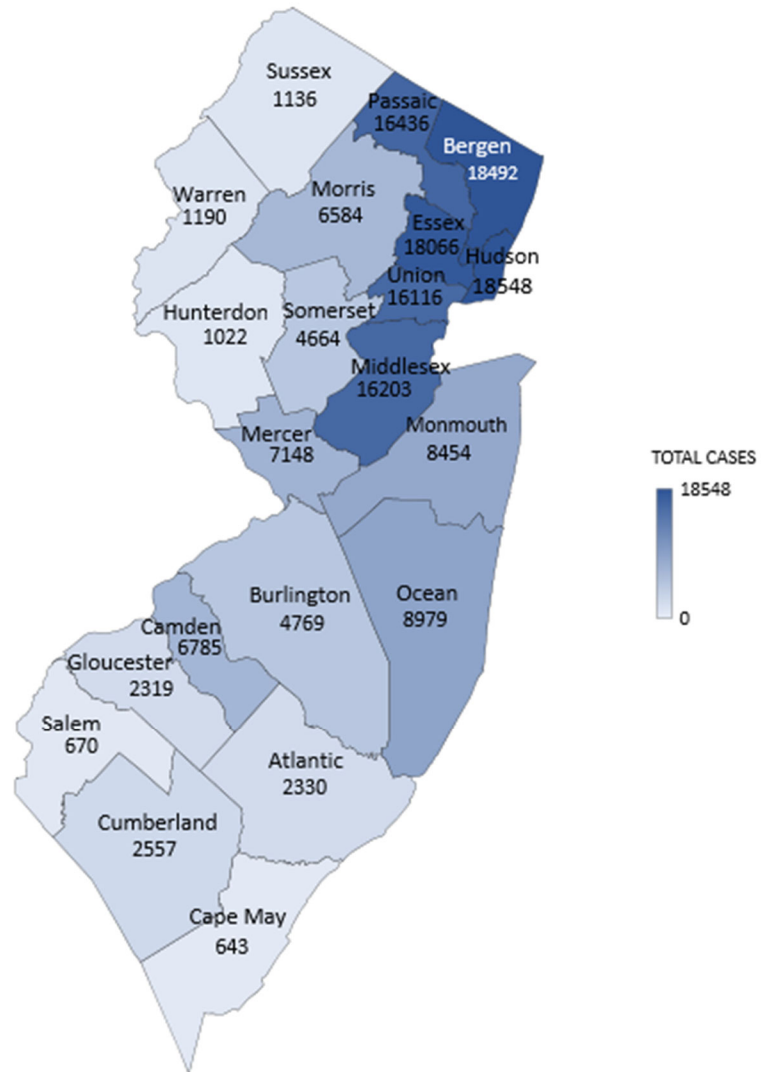 Sussex
1136
Passaic
16436
Bergen
18492
Warren
1190
Morris
6584
Essex
18066
Hudson
18548
Union
16116
Hunterdon
1022
Somerset
4664
Middlesex
16203
Mercer
7148
Monmouth
8454
TOTAL CASES
18548
0
Burlington
4769
Ocean
8979
Camden
6785
Gloucester
2319
Salem
670
Atlantic
2330
Cumberland
2557
Cape May
643